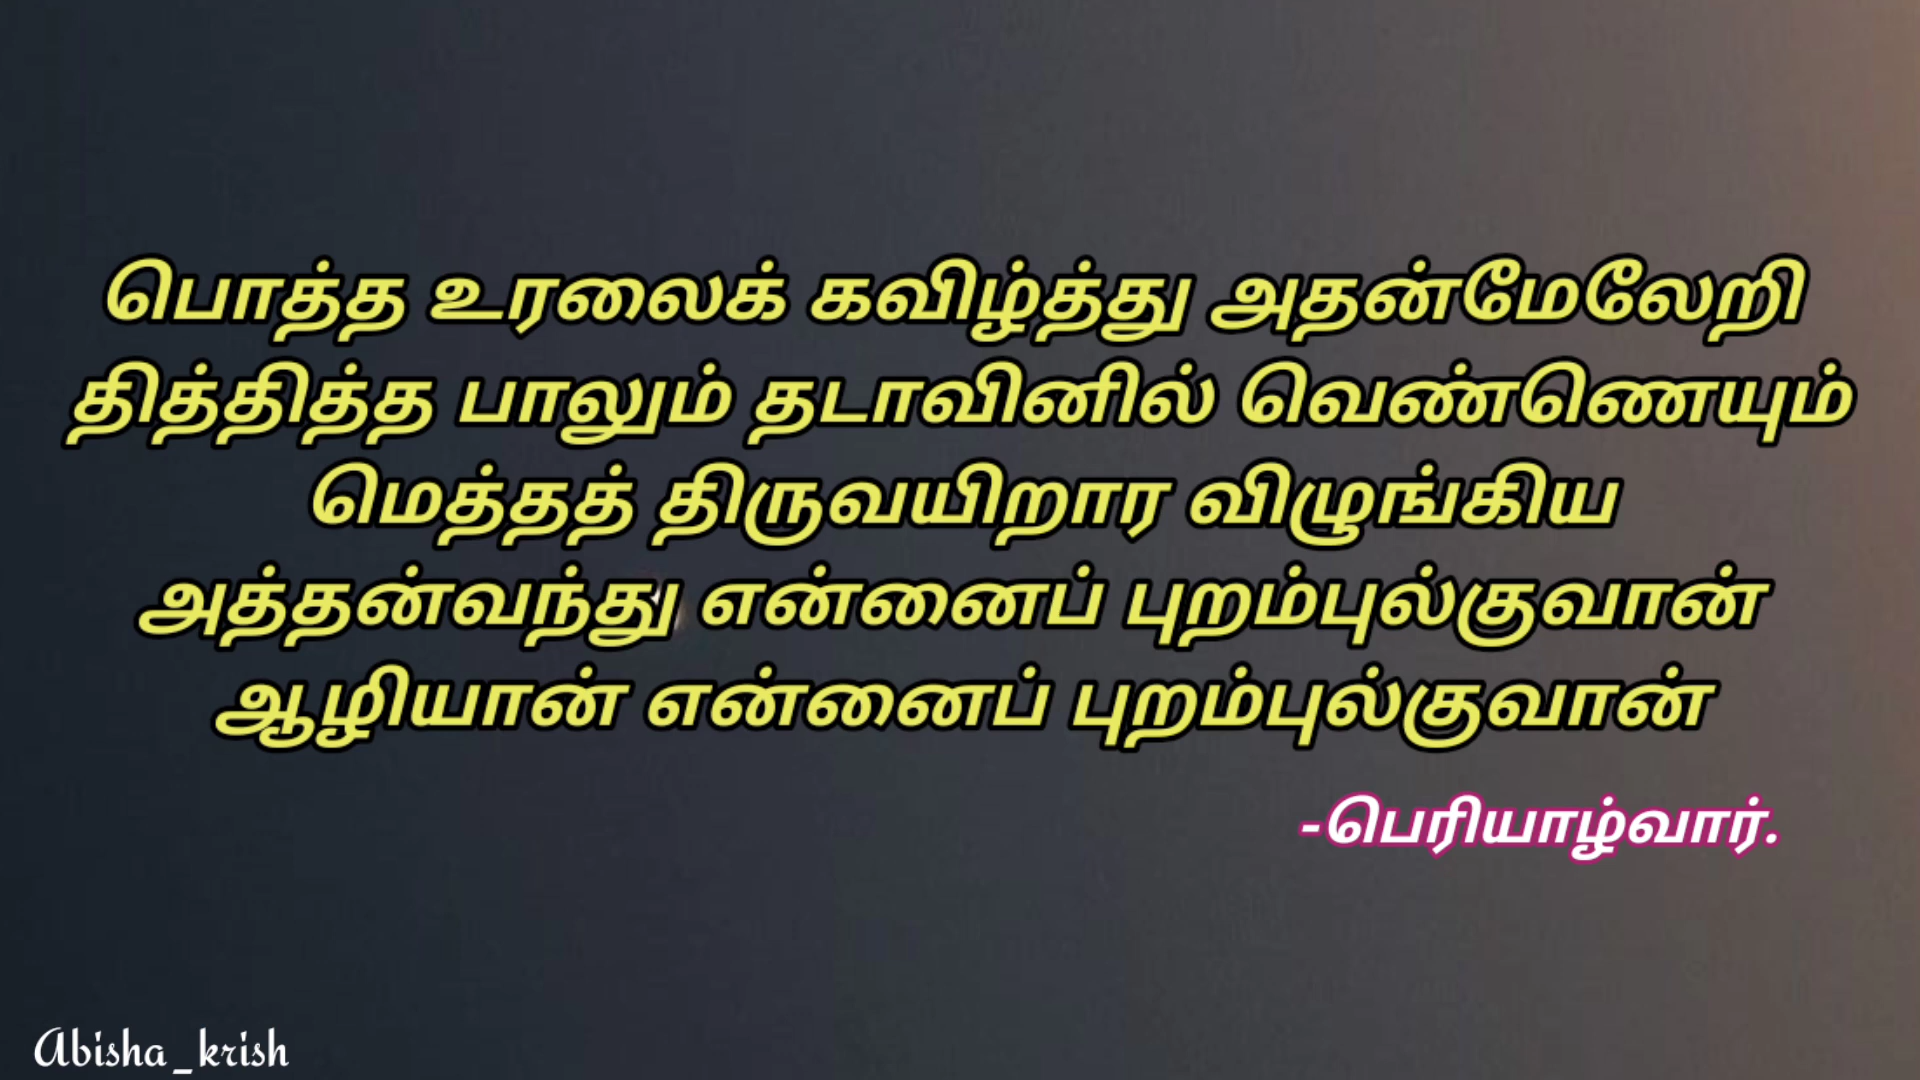 பொத்த உரலைக் கவிழ்த்து அதன்மேலேறி
தித்தித்த பாலும் தடாவினில் வெண்ணெயும்
மெத்தத் திருவயிறார விழுங்கிய
அத்தன்வந்து என்னைப் புறம்புல்குவான்
ஆழியான் என்னைப் புறம்புல்குவான்
-பெரியாழ்வார்.
Abisha_krish